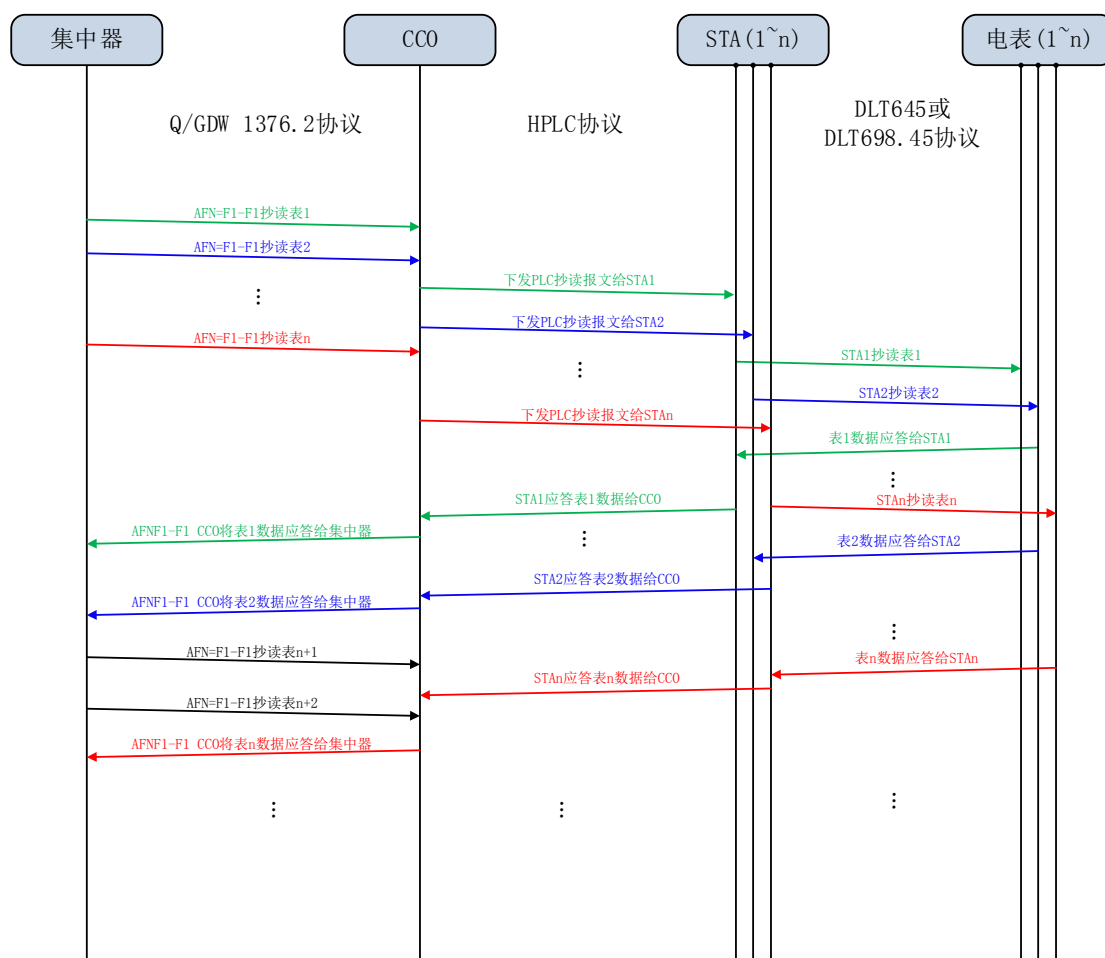 集中器
CCO
STA(1~n)
电表(1~n)
Q/GDW 1376.2协议
HPLC协议
DLT645或
DLT698.45协议
AFN=F1-F1抄读表1
AFN=F1-F1抄读表2
下发PLC抄读报文给STA1
下发PLC抄读报文给STA2
AFN=F1-F1抄读表n
STA1抄读表1
STA2抄读表2
下发PLC抄读报文给STAn
表1数据应答给STA1
STA1应答表1数据给CCO
STAn抄读表n
AFNF1-F1 CCO将表1数据应答给集中器
表2数据应答给STA2
STA2应答表2数据给CCO
AFNF1-F1 CCO将表2数据应答给集中器
AFN=F1-F1抄读表n+1
表n数据应答给STAn
STAn应答表n数据给CCO
AFN=F1-F1抄读表n+2
AFNF1-F1 CCO将表n数据应答给集中器